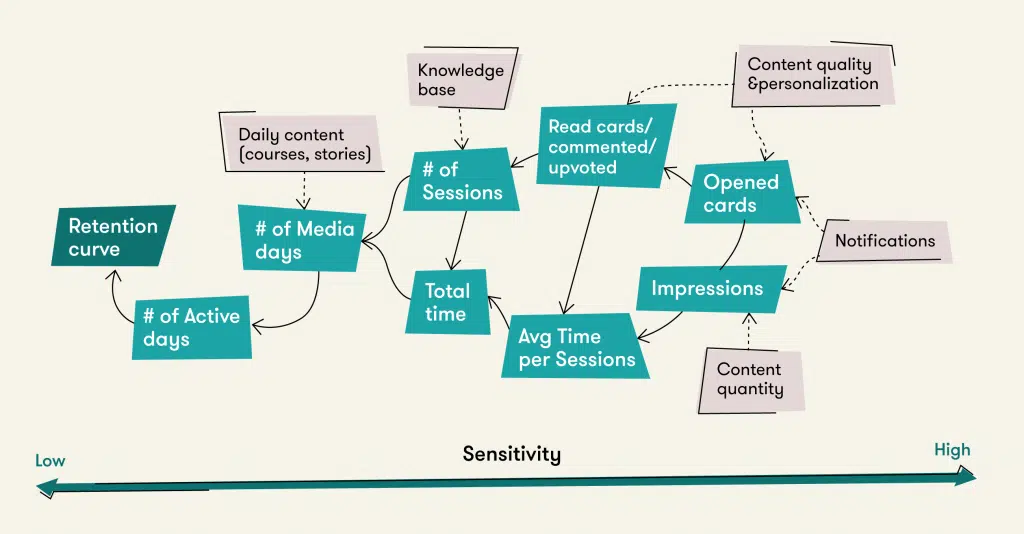 Content quality
&personalization
Knowledge
base
Daily content
(courses, stories)
Read cards/
commented/
upvoted
# of
Sessions
Opened
cards
Retention
curve
# of Media
days
Notifications
Impressions
Total
time
# of Active
days
Avg Time
per Sessions
Content
quantity
Sensitivity
Low
High